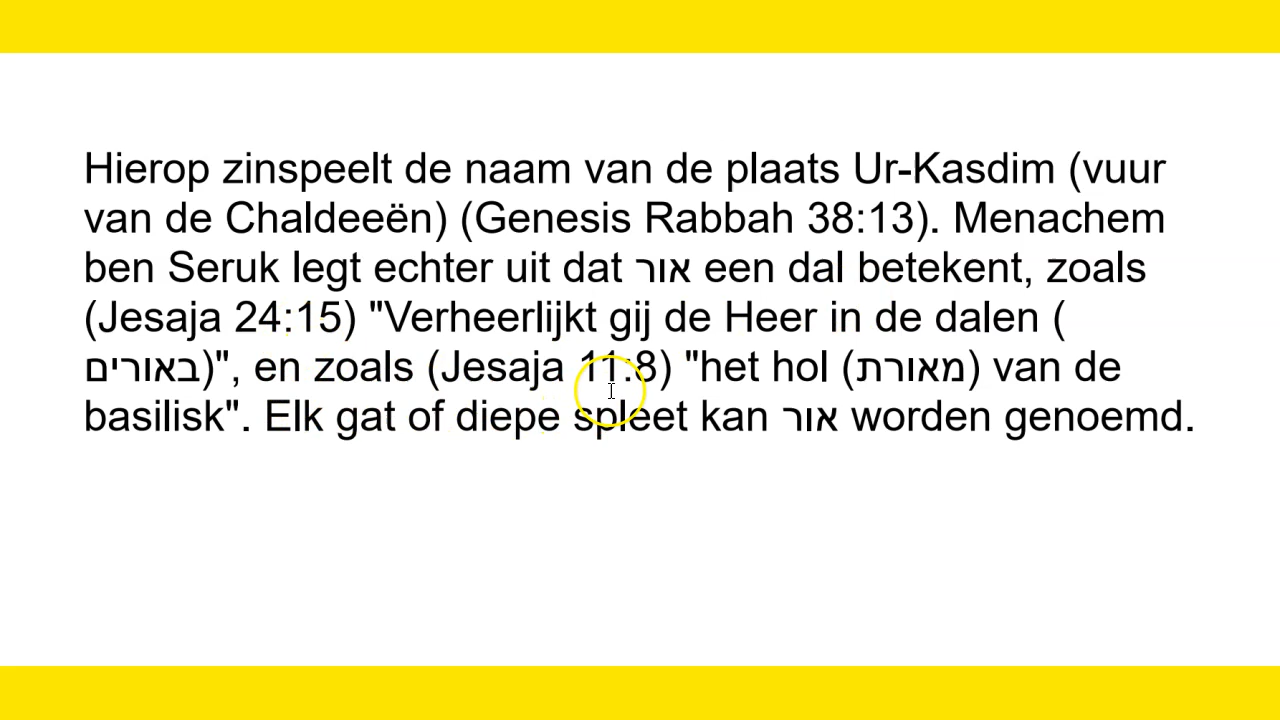 Hierop zinspeelt de naam van de plaats Ur-Kasdim (vuur
van de Chaldeeën) (Genesis Rabbah 38:13). Menachem
ben Seruk legt echter uit dat אור een dal betekent, zoals
(Jesaja 24:15) "Verheerlijkt gij de Heer in de dalen (
באורים)", en zoals (Jesaja 11:8) "het hol (מאורת) van de
basilisk". Elk gat of diepe spleet kan אור worden genoemd.